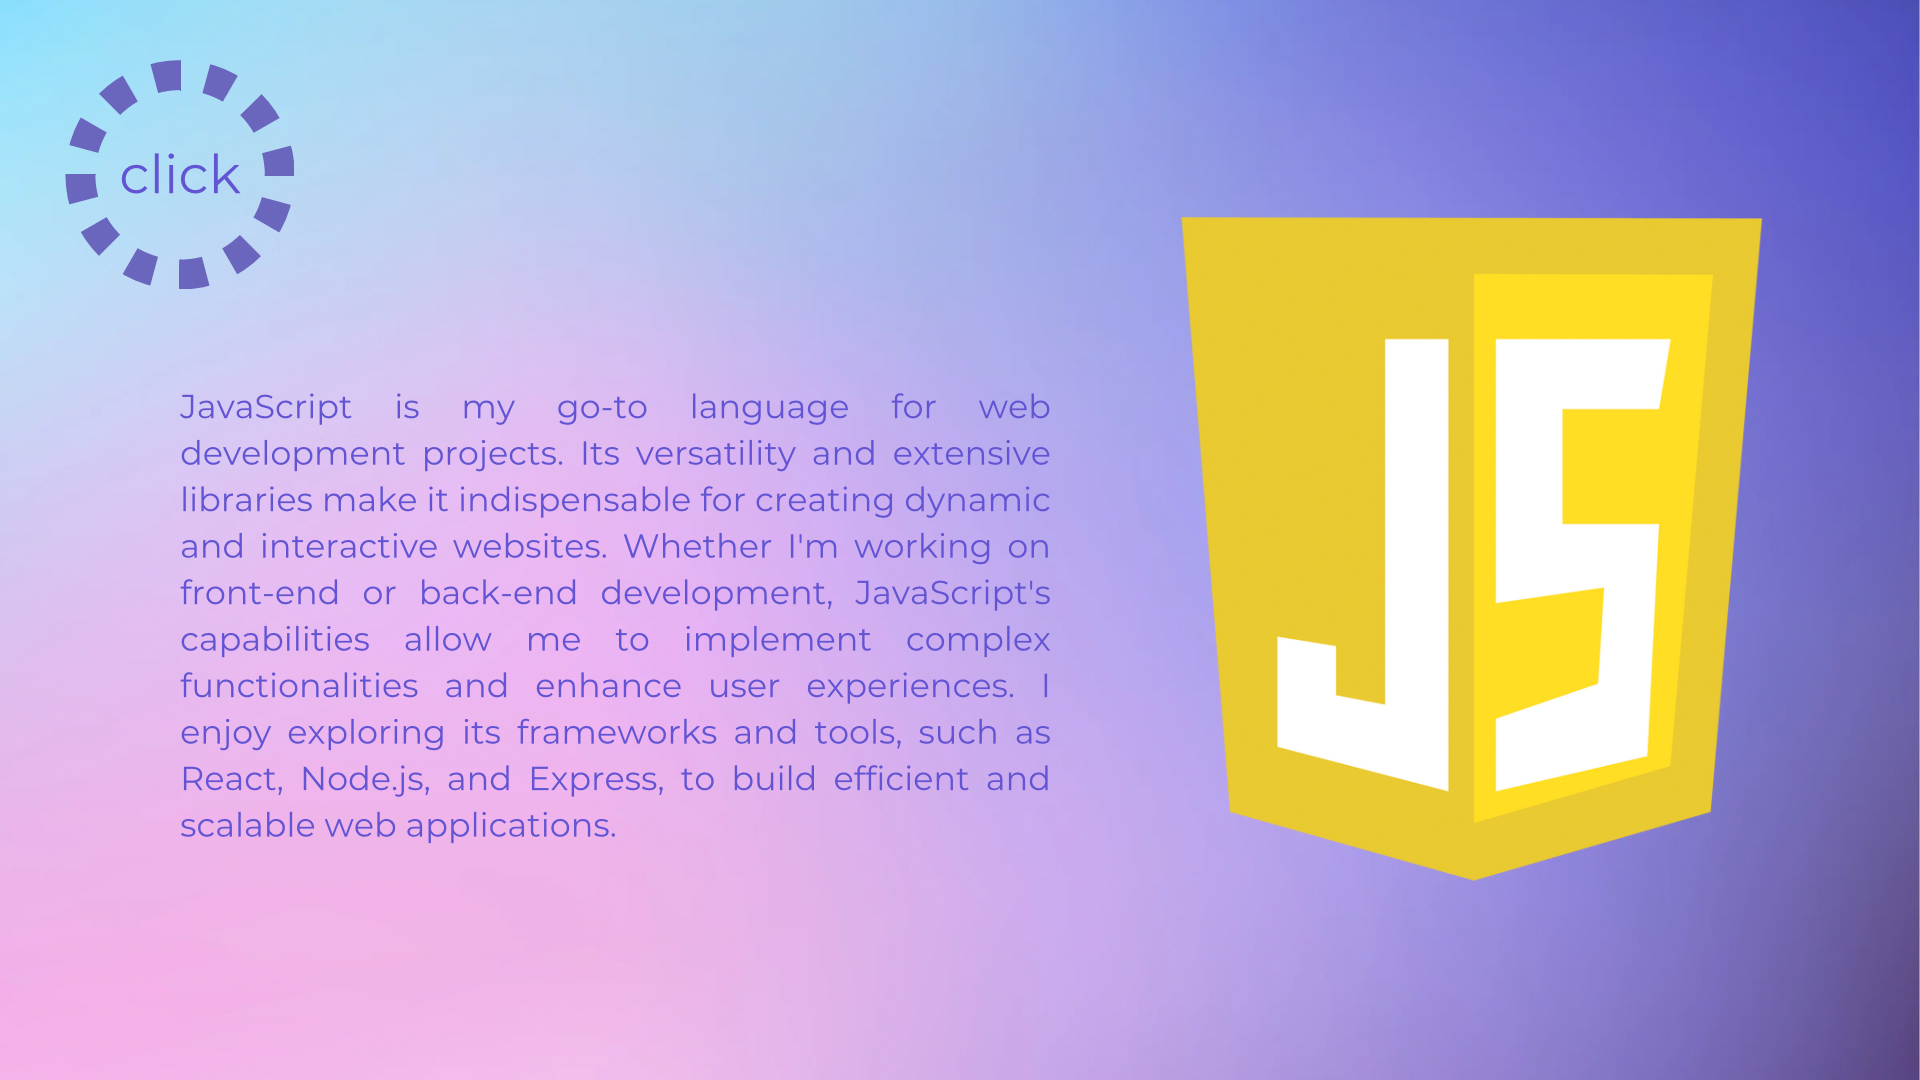 click
JavaScript is my go-to language for web
development projects. Its versatility and extensive
libraries make it indispensable for creating dynamic
and interactive websites. Whether I'm working on
front-end or back-end development, JavaScript's
capabilities allow me to implement complex
functionalities and enhance user experiences. I
enjoy exploring its frameworks and tools, such as
React, Node.js, and Express, to build efficient and
scalable web applications.
JS